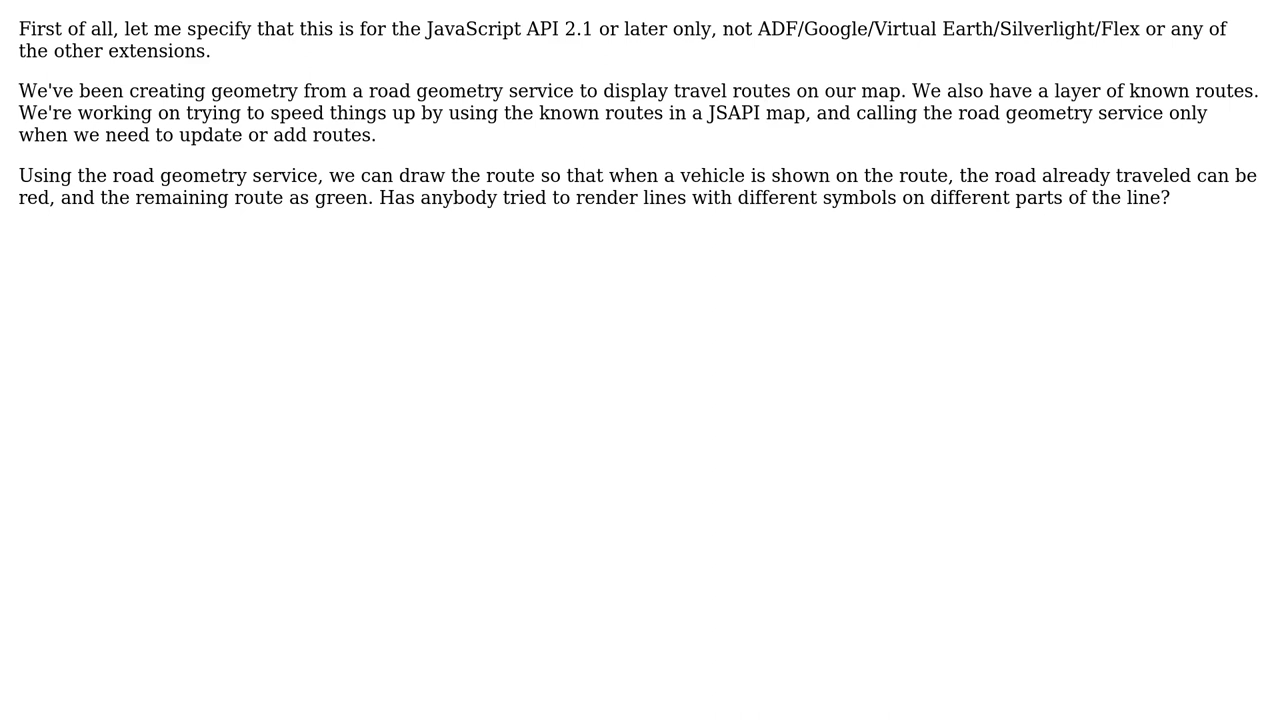 First of all, let me specify that this is for the JavaScript API 2.1 or later only, not ADF/Google/Virtual Earth/Silverlight/Flex or any of
the other extensions.
We've been creating geometry from a road geometry service to display travel routes on our map. We also have a layer of known routes.
We're working on trying to speed things up by using the known routes in a JSAPI map, and calling the road geometry service only
when we need to update or add routes.
Using the road geometry service, we can draw the route so that when a vehicle is shown on the route, the road already traveled can be
red, and the remaining route as green. Has anybody tried to render lines with different symbols on different parts of the line?